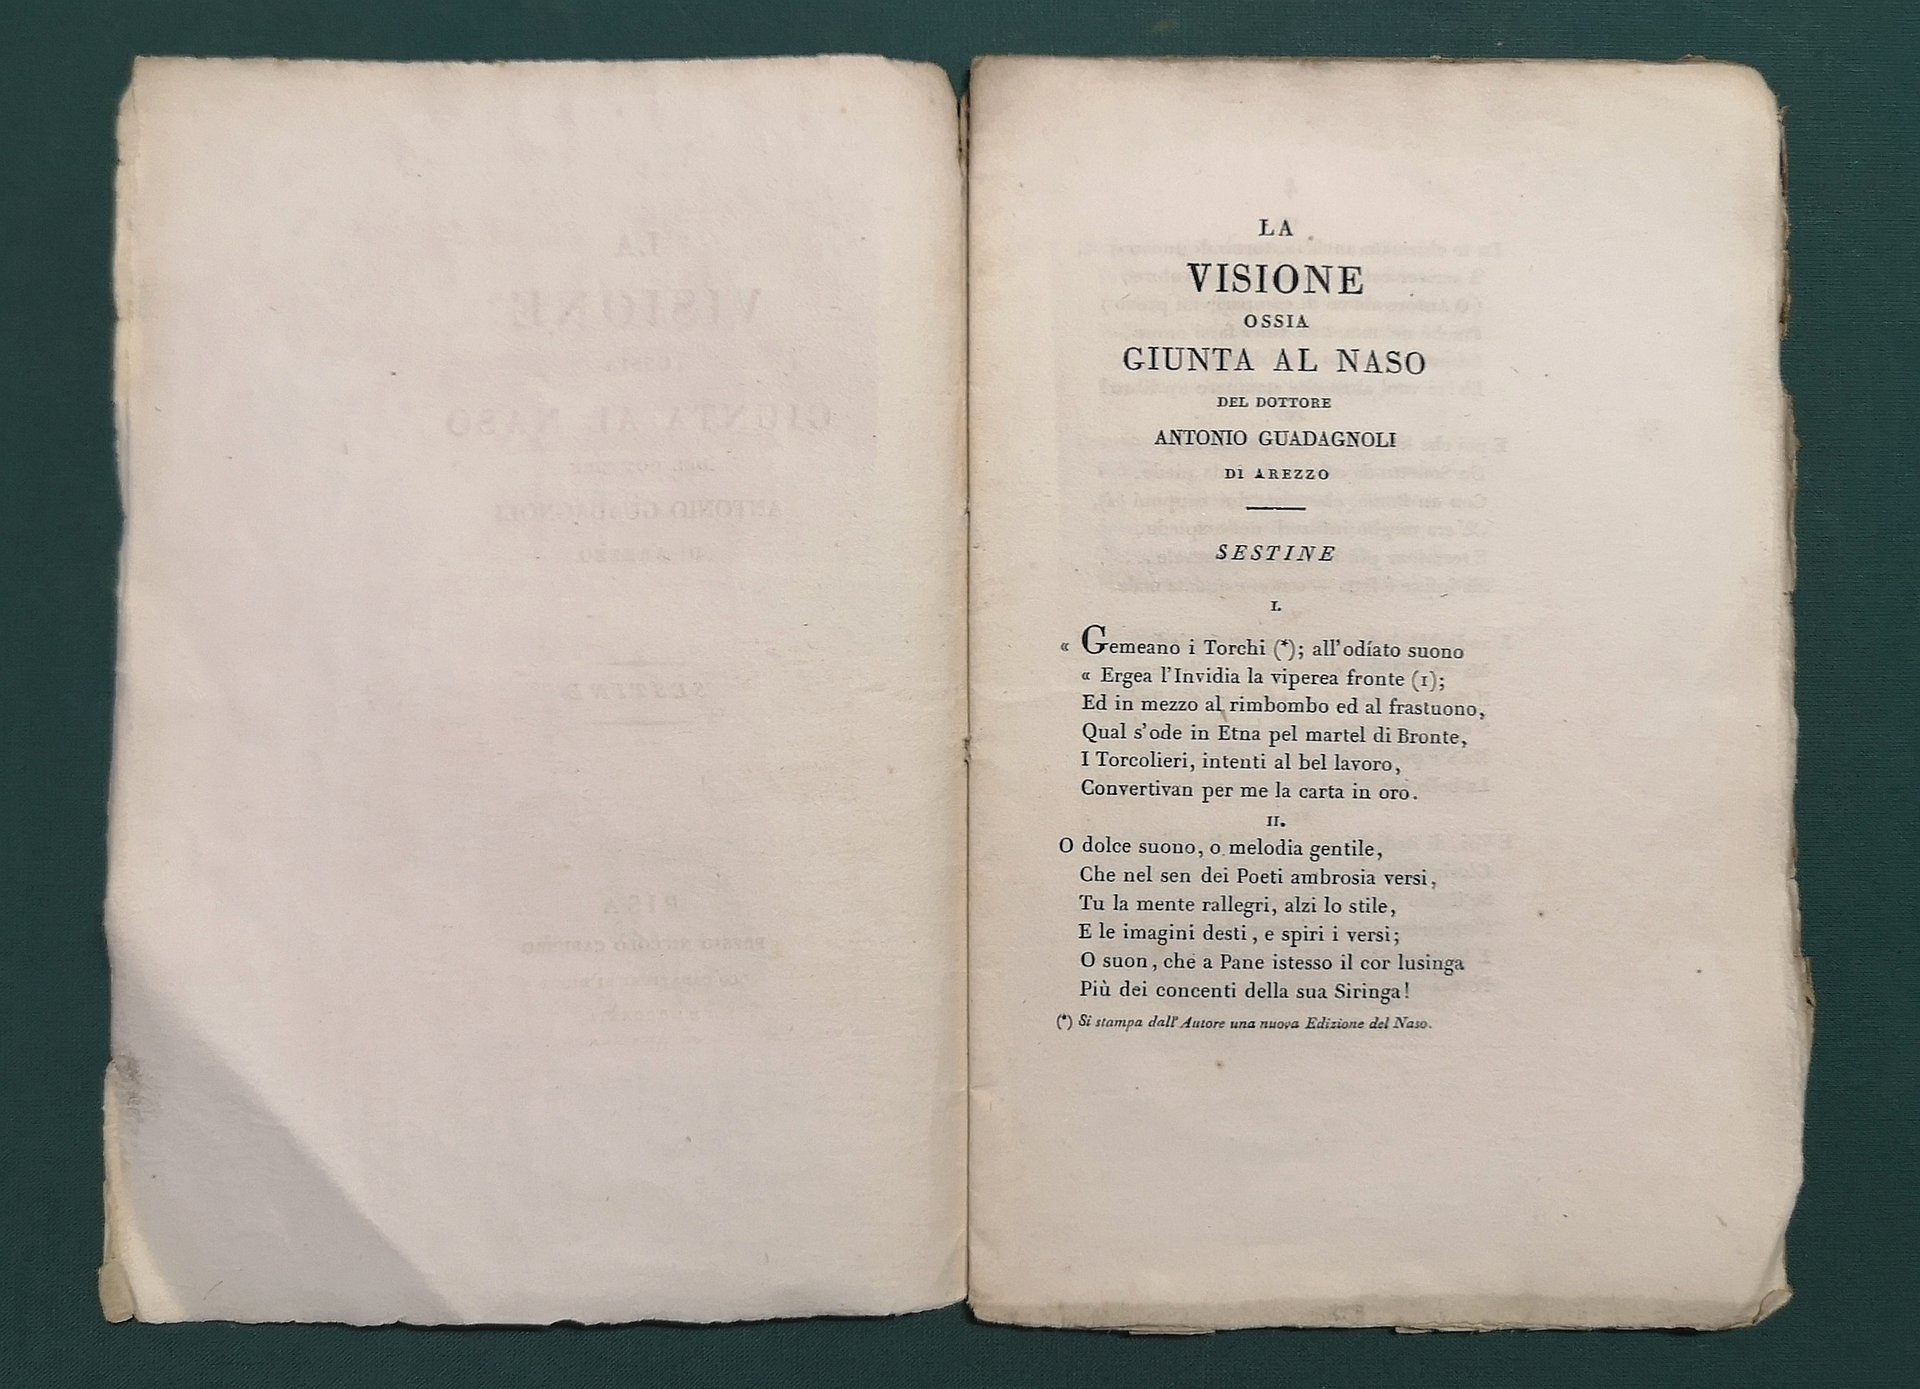 LA
VISIONE
OSSIA
GIUNTA AL NASO
DEL DOTTORE
ANTONIO GUADAGNOLI
DI AREZZO
SESTINE
I.
« Gemeano i Torchi (*); all'odíato suono
« Ergea l'Invidia la viperea fronte (1);
Ed in mezzo al rimbombo ed al frastuono,
Qual s'ode in Etna pel martel di Bronte,
I Torcolieri, intenti al bel lavoro,
Convertivan per me la carta in oro.
II.
O dolce suono, o melodia gentile,
Che nel sen dei Poeti ambrosia versi,
Tu la mente rallegri, alzi lo stile,
E le imagini desti, e spiri i versi;
O suon, che a Pane istesso il cor lusinga
Più dei concenti della sua Siringa!
(*) Si stampa dall'Autore una nuova Edizione del Naso.